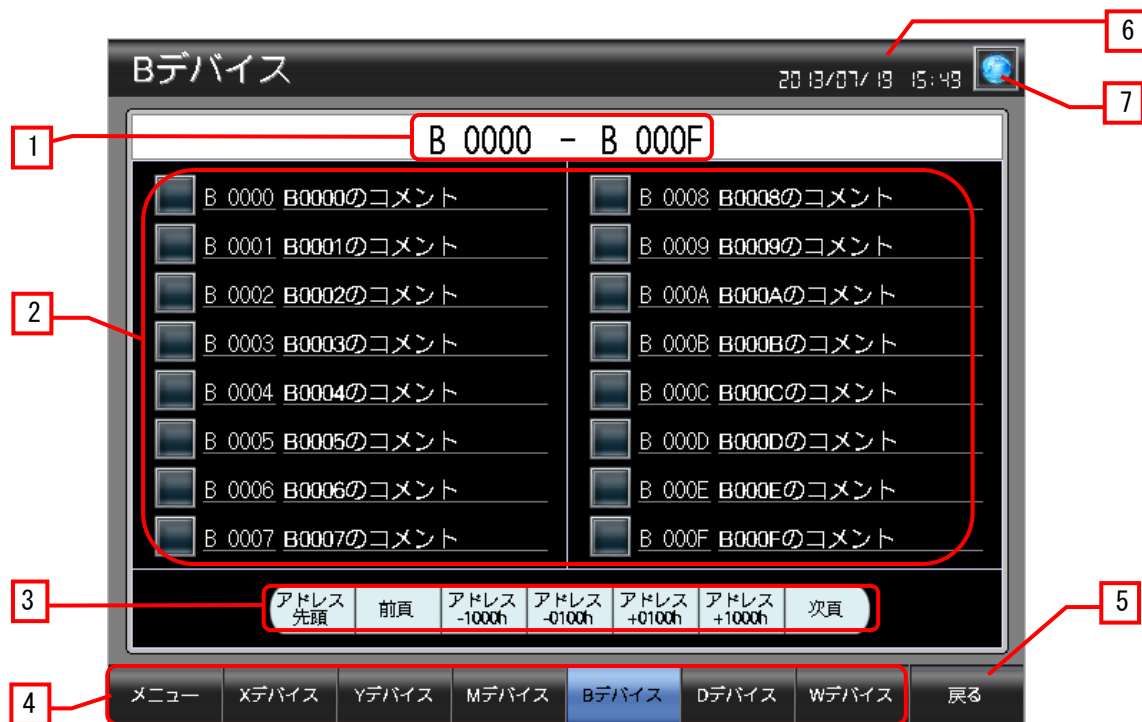 6
Bデバイス
2013/07/19 15:49
7
1
B 0000 - B 000F
B 0000 B0000のコメント
B 0001 B0001のコメント
B 0002 B0002のコメント
B 0003 B0003のコメント
B 0004 B0004のコメント
B 0005 B0005のコメント
B 0006 B0006のコメント
B 0007 B0007のコメント
B 0008 B0008のコメント
B 0009 B0009のコメント
B 000A B000Aのコメント
B 000B B000Bのコメント
B 000C B000Cのコメント
B 000D B000Dのコメント
B 000E B000Eのコメント
B 000F B000Fのコメント
2
3
アドレス
先頭
前頁
アドレス
-1000h
アドレス
-0100h
アドレス
+0100h
アドレス
+1000h
次頁
5
4
メニュー Xデバイス Yデバイス Mデバイス Bデバイス Dデバイス Wデバイス 戻る